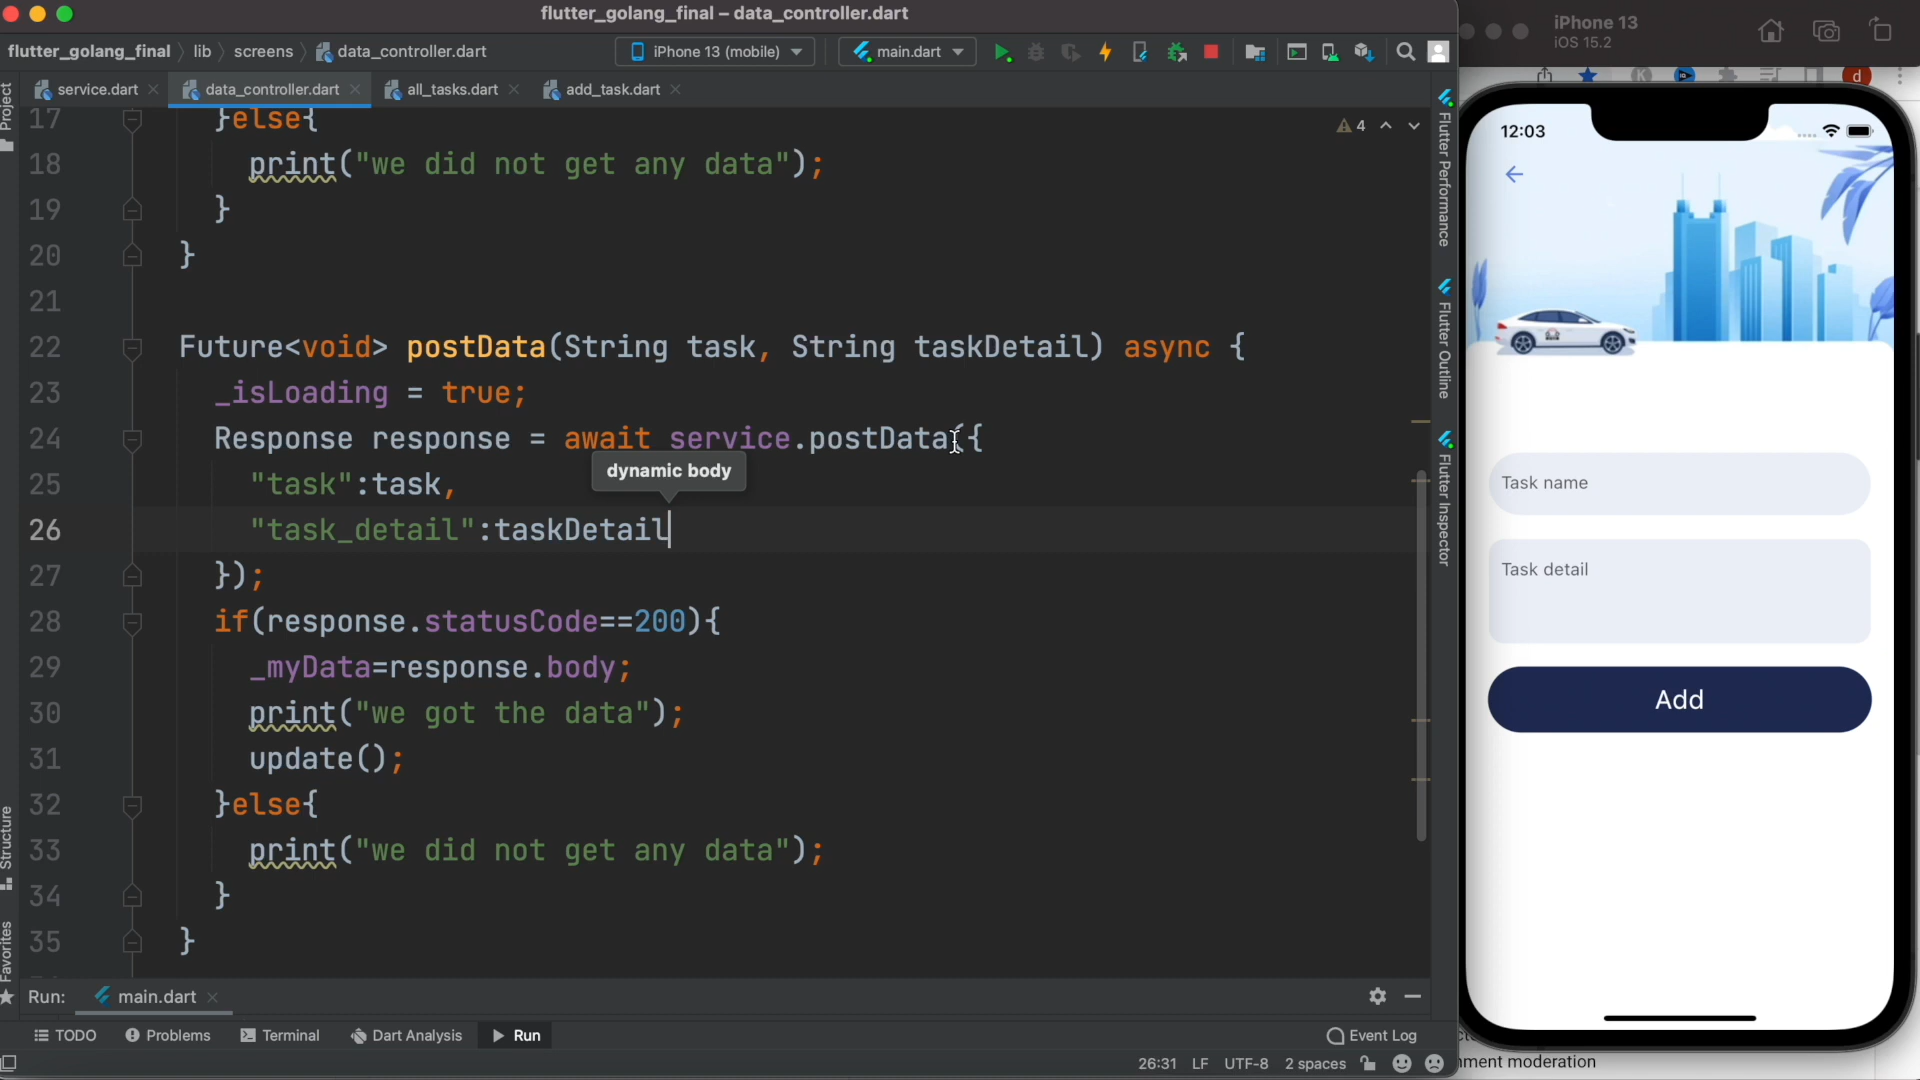 flutter_golang_final – data_controller.dart
flutter_golang_final lib screens data_controller.dart
iPhone 13 (mobile) main.dart
service.dart data_controller.dart all_tasks.dart add_task.dart
Project
17 }else{
4
18 print("we did not get any data");
19 }
20 }
21
22 Future<void> postData(String task, String taskDetail) async {
23 _isLoading = true;
24 Response response = await service.postData({
dynamic body
25 "task":task,
26 "task_detail":taskDetail
27 });
28 if(response.statusCode==200){
29 _myData=response.body;
30 print("we got the data");
31 update();
32 }else{
33 print("we did not get any data");
34 }
35 }
Structure
Favorites
Flutter Performance
Flutter Outline
Flutter Inspector
Run: main.dart
TODO Problems Terminal Dart Analysis Run Event Log
26:31 LF UTF-8 2 spaces
iPhone 13
iOS 15.2
K
d
12:03
Task name
Task detail
Add
moderation